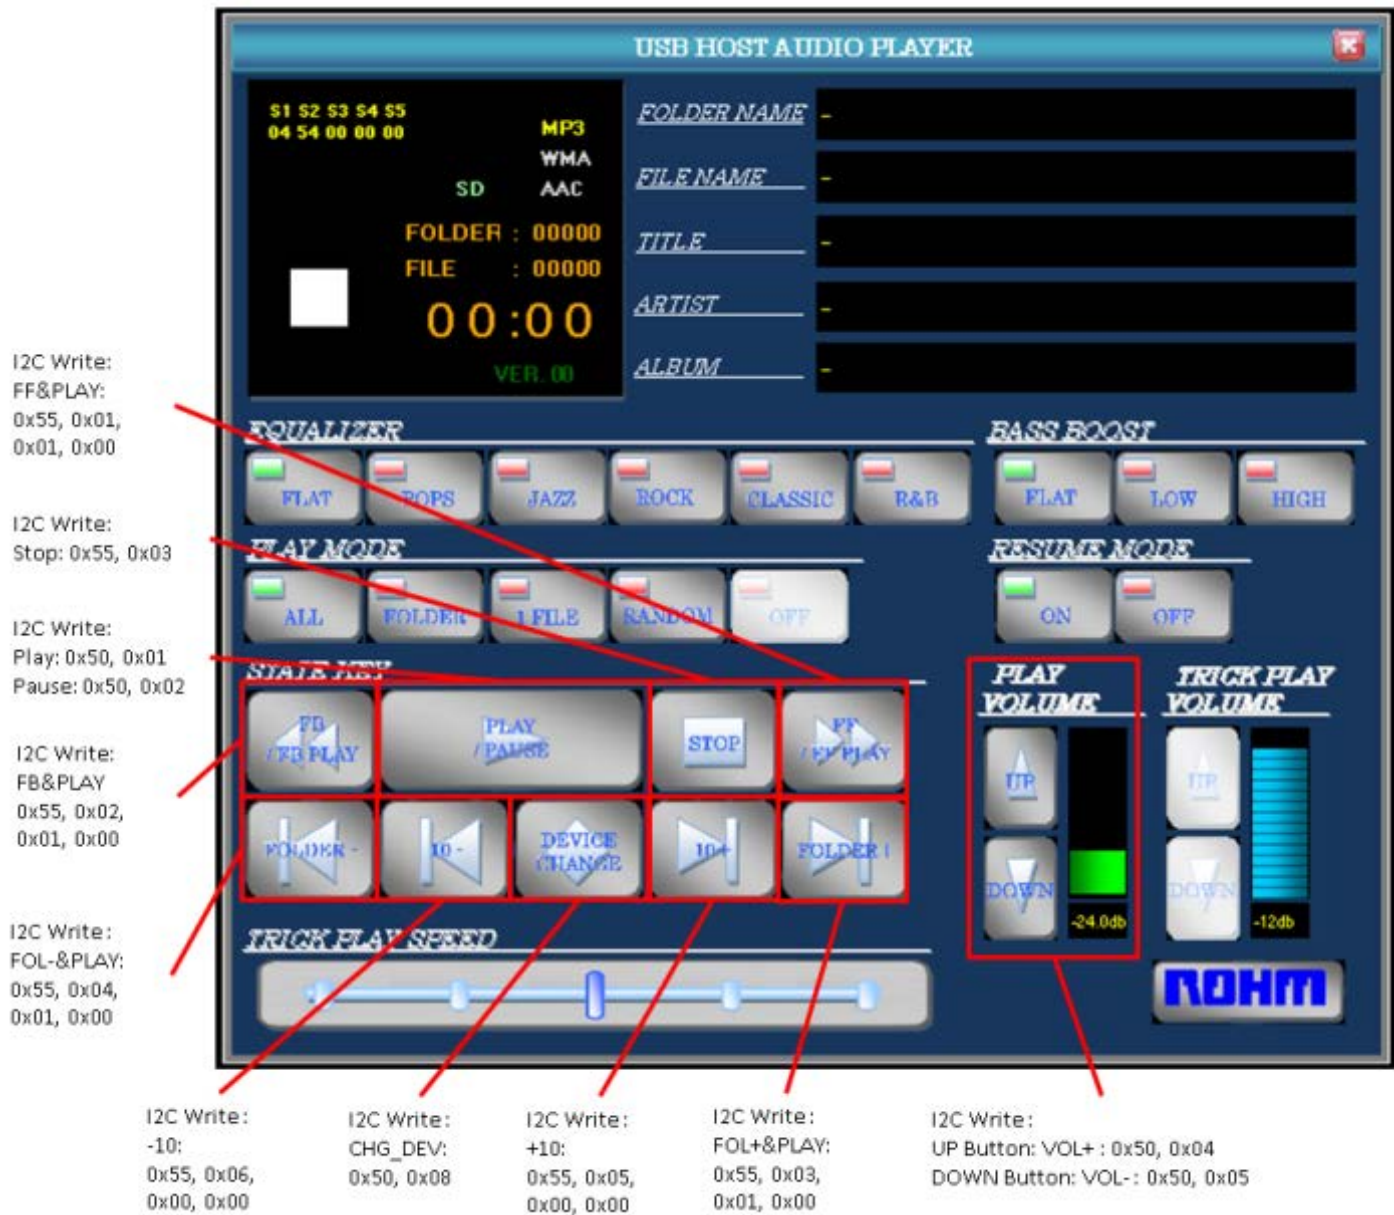 USB HOST AUDIO PLAYER
S1 S2 S3 S4 S5
04 54 00 00 00
MP3
WMA
SD AAC
FOLDER : 00000
FILE : 00000
00:00
VER. 00
FOLDER NAME -
FILE NAME -
TITLE -
ARTIST -
ALBUM -
I2C Write:
FF&PLAY:
0x55, 0x01,
0x01, 0x00
I2C Write:
Stop: 0x55, 0x03
I2C Write:
Play: 0x50, 0x01
Pause: 0x50, 0x02
I2C Write:
FB&PLAY
0x55, 0x02,
0x01, 0x00
I2C Write:
FOL-&PLAY:
0x55, 0x04,
0x01, 0x00
EQUALIZER
FLAT POPS JAZZ ROCK CLASSIC R&B
BASS BOOST
FLAT LOW HIGH
PLAY MODE
ALL FOLDER 1 FILE RANDOM OFF
RESUME MODE
ON OFF
STATE KEY
FB PLAY STOP FF
/ FB PLAY / PAUSE / FF PLAY
FOLDER - 10 - DEVICE 10 + FOLDER
CHANGE
PLAY
VOLUME
UP
DOWN
-24.0db
TRICK PLAY
VOLUME
UP
DOWN
-12db
TRICK PLAY SPEED
ROHM
I2C Write:
-10:
0x55, 0x06,
0x00, 0x00
I2C Write:
CHG_DEV:
0x50, 0x08
I2C Write:
+10:
0x55, 0x05,
0x00, 0x00
I2C Write:
FOL+&PLAY:
0x55, 0x03,
0x01, 0x00
I2C Write:
UP Button: VOL+ : 0x50, 0x04
DOWN Button: VOL- : 0x50, 0x05